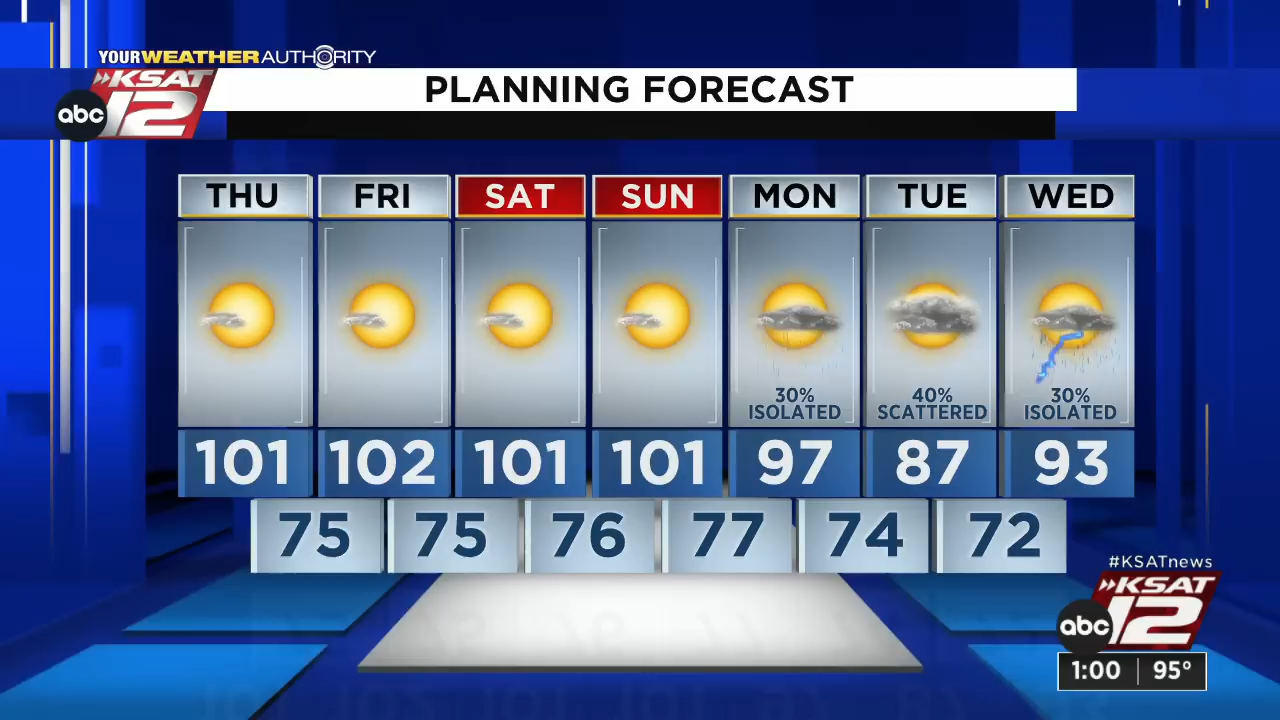 YOURWEATHERAUTHORITY
KSAT
abc 12
PLANNING FORECAST
THU FRI SAT SUN MON TUE WED
30% 40% 30%
ISOLATED SCATTERED ISOLATED
101 102 101 101 97 87 93
75 75 76 77 74 72
#KSATnews
KSAT
abc 12
1:00 95°